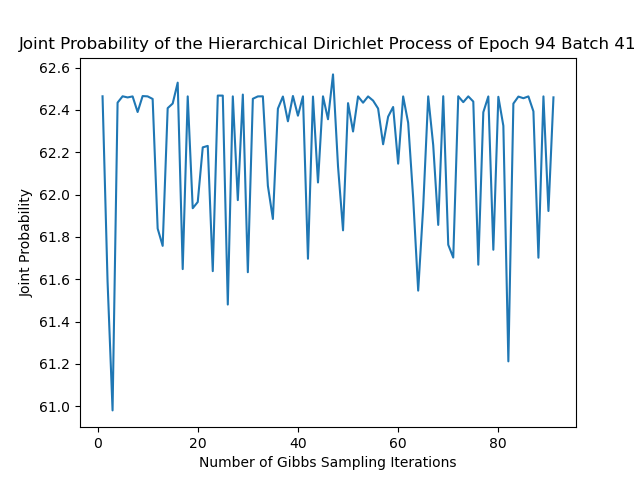 Joint Probability of the Hierarchical Dirichlet Process of Epoch 94 Batch 41
62.6
62.4
62.2
62.0
61.8
61.6
61.4
61.2
61.0
Joint Probability
0 20 40 60 80
Number of Gibbs Sampling Iterations